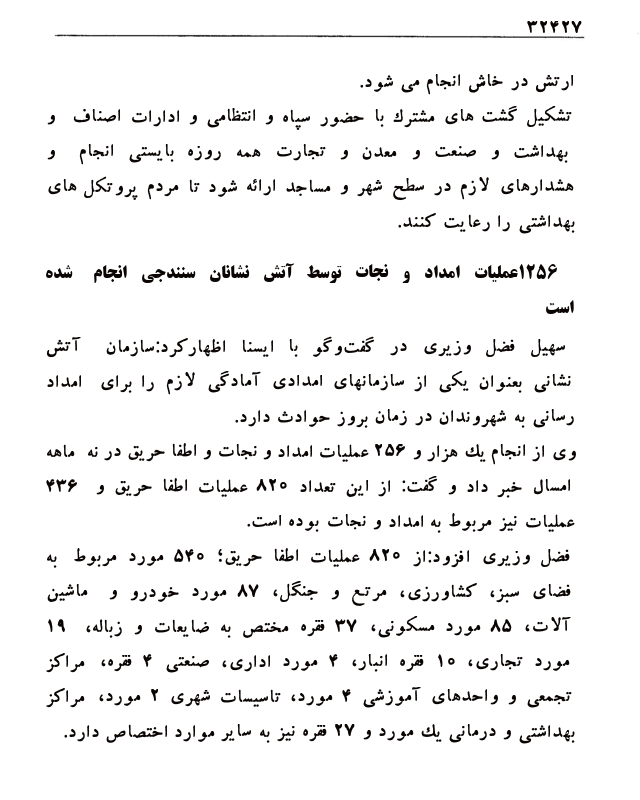 ۳۲۴۲۷
ارتش در خاش انجام می شود.
تشکیل گشت های مشترك با حضور سپاه و انتظامی و ادارات اصناف و
بهداشت و صنعت و معدن و تجارت همه روزه بایستی انجام و
هشدارهای لازم در سطح شهر و مساجد ارائه شود تا مردم پروتکل های
بهداشتی را رعایت کنند.
۱۲۵۶عملیات امداد و نجات توسط آتش نشانان سنندجی انجام شده
است
سهیل فضل وزیری در گفت‌وگو با ایسنا اظهارکرد:سازمان آتش
نشانی بعنوان یکی از سازمانهای امدادی آمادگی لازم را برای امداد
رسانی به شهروندان در زمان بروز حوادث دارد.
وی از انجام یك هزار و ۲۵۶ عملیات امداد و نجات و اطفا حریق در نه ماهه
امسال خبر داد و گفت: از این تعداد ۸۲۰ عملیات اطفا حریق و ۴۳۶
عملیات نیز مربوط به امداد و نجات بوده است.
فضل وزیری افزود:از ۸۲۰ عملیات اطفا حریق؛ ۵۴۰ مورد مربوط به
فضای سبز، کشاورزی، مرتع و جنگل، ۸۷ مورد خودرو و ماشین
آلات، ۸۵ مورد مسکونی، ۳۷ فقره مختص به ضایعات و زباله، ۱۹
مورد تجاری، ۱۰ فقره انبار، ۴ مورد اداری، صنعتی ۴ فقره، مراکز
تجمعی و واحدهای آموزشی ۴ مورد، تاسیسات شهری ۲ مورد، مراکز
بهداشتی و درمانی یك مورد و ۲۷ فقره نیز به سایر موارد اختصاص دارد.